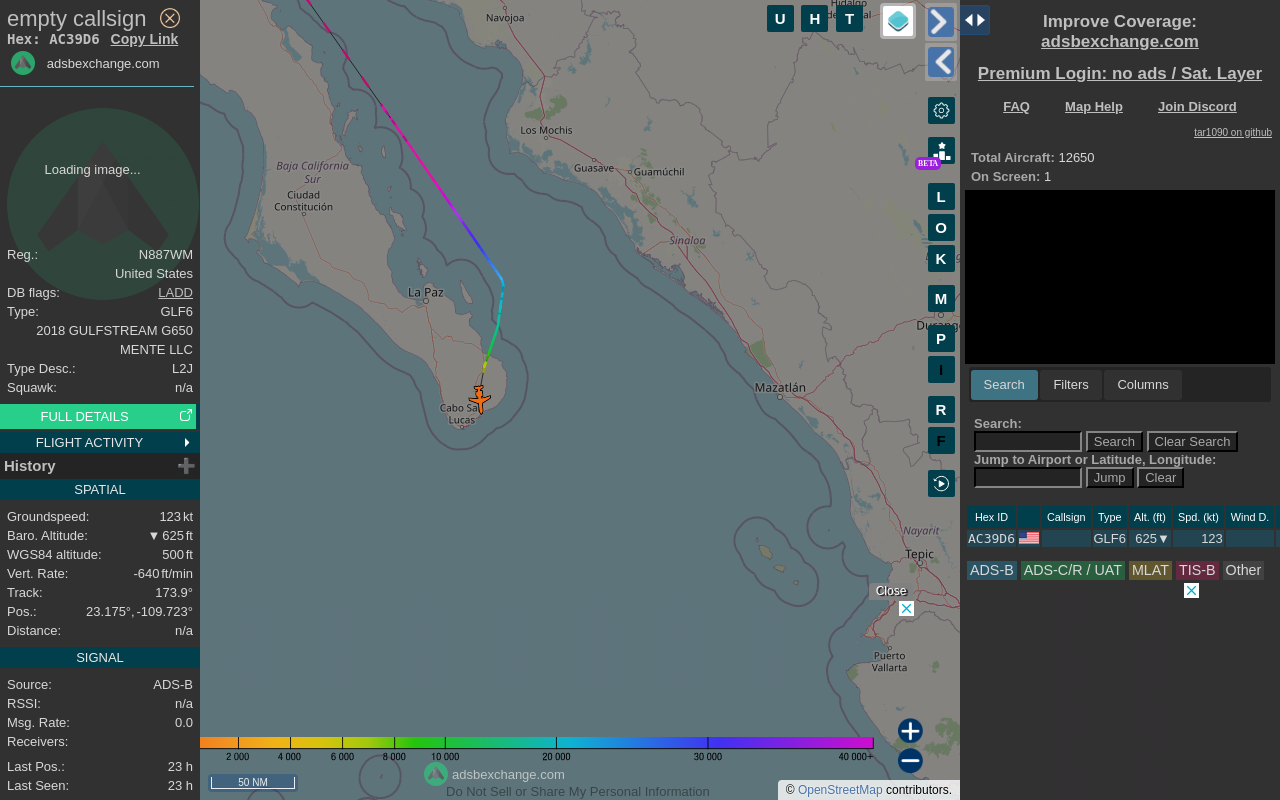 empty callsign
Hex: AC39D6 Copy Link
adsbexchange.com
Loading image...
Reg.: N887WM
United States
DB flags: LADD
Type: GLF6
2018 GULFSTREAM G650
MENTE LLC
Type Desc.: L2J
Squawk: n/a
FULL DETAILS
FLIGHT ACTIVITY
History
SPATIAL
Groundspeed: 123 kt
Baro. Altitude: ▼ 625 ft
WGS84 altitude: 500 ft
Vert. Rate: -640 ft/min
Track: 173.9°
Pos.: 23.175°, -109.723°
Distance: n/a
SIGNAL
Source: ADS-B
RSSI: n/a
Msg. Rate: 0.0
Receivers:
Last Pos.: 23 h
Last Seen: 23 h
Navojoa
Hidalgo
U H T
Los Mochis
Guasave
Guamúchil
Baja California
Sur
Ciudad
Constitución
Sinaloa
La Paz
Cabo Sa
Lucas
Mazatlán
Nayarit
Tepic
Puerto
Vallarta
BETA
L
O
K
M
P
I
R
F
Close
2 000 4 000 6 000 8 000 10 000 20 000 30 000 40 000+
50 NM
adsbexchange.com
Do Not Sell or Share My Personal Information
© OpenStreetMap contributors.
Improve Coverage:
adsbexchange.com
Premium Login: no ads / Sat. Layer
FAQ Map Help Join Discord
tar1090 on github
Total Aircraft: 12650
On Screen: 1
Search Filters Columns
Search:
Search Clear Search
Jump to Airport or Latitude, Longitude:
Jump Clear
Hex ID Callsign Type Alt. (ft) Spd. (kt) Wind D.
AC39D6 GLF6 625▼ 123
ADS-B ADS-C/R / UAT MLAT TIS-B Other